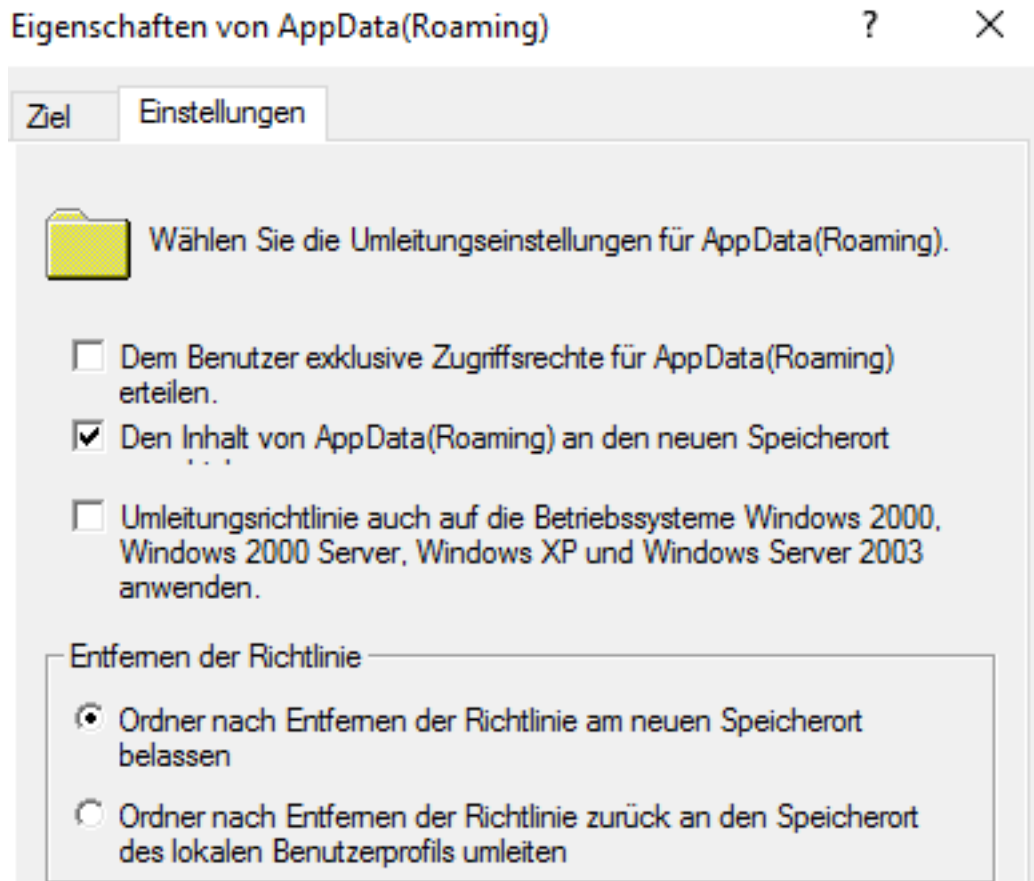 Eigenschaften von AppData(Roaming) ? ×
Ziel Einstellungen
Wählen Sie die Umleitungseinstellungen für AppData(Roaming).
Dem Benutzer exklusive Zugriffsrechte für AppData(Roaming)
erteilen.
Den Inhalt von AppData(Roaming) an den neuen Speicherort
Umleitungsrichtlinie auch auf die Betriebssysteme Windows 2000,
Windows 2000 Server, Windows XP und Windows Server 2003
anwenden.
Entfernen der Richtlinie
Ordner nach Entfernen der Richtlinie am neuen Speicherort
belassen
Ordner nach Entfernen der Richtlinie zurück an den Speicherort
des lokalen Benutzerprofils umleiten